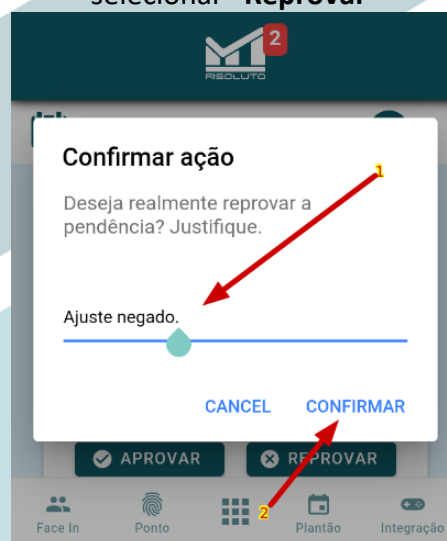 selecionar "Reprovar"
2
RSOLUTO
Confirmar ação
1
Deseja realmente reprovar a
pendência? Justifique.
Ajuste negado.
CANCEL CONFIRMAR
APROVAR REPROVAR
2
Face In Ponto Plantão Integração